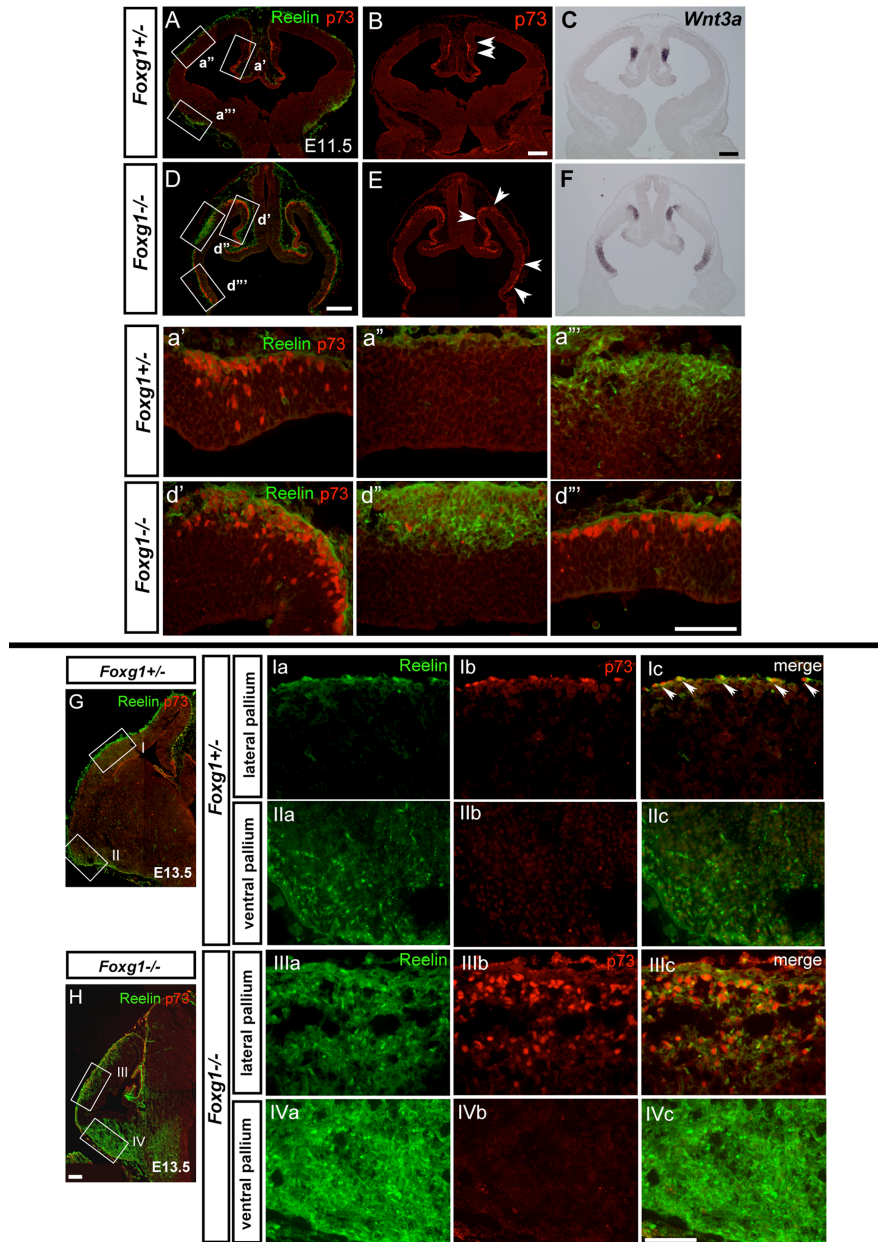 Foxg1+/-
A
Reelin p73
a"
a'
a"'
E11.5
B
p73
C
Wnt3a
Foxg1-/-
D
d'
d"
d"'
E
F
Foxg1+/-
a'
Reelin p73
a"
a"'
Foxg1-/-
d'
Reelin p73
d"
d"'
Foxg1+/-
G
Reelin p73
I
II
E13.5
Foxg1+/-
lateral pallium
Ia
Reelin
Ib
p73
Ic
merge
ventral pallium
IIa
IIb
IIc
Foxg1-/-
H
Reelin p73
III
IV
E13.5
Foxg1-/-
lateral pallium
IIIa
Reelin
IIIb
p73
IIIc
merge
ventral pallium
IVa
IVb
IVc